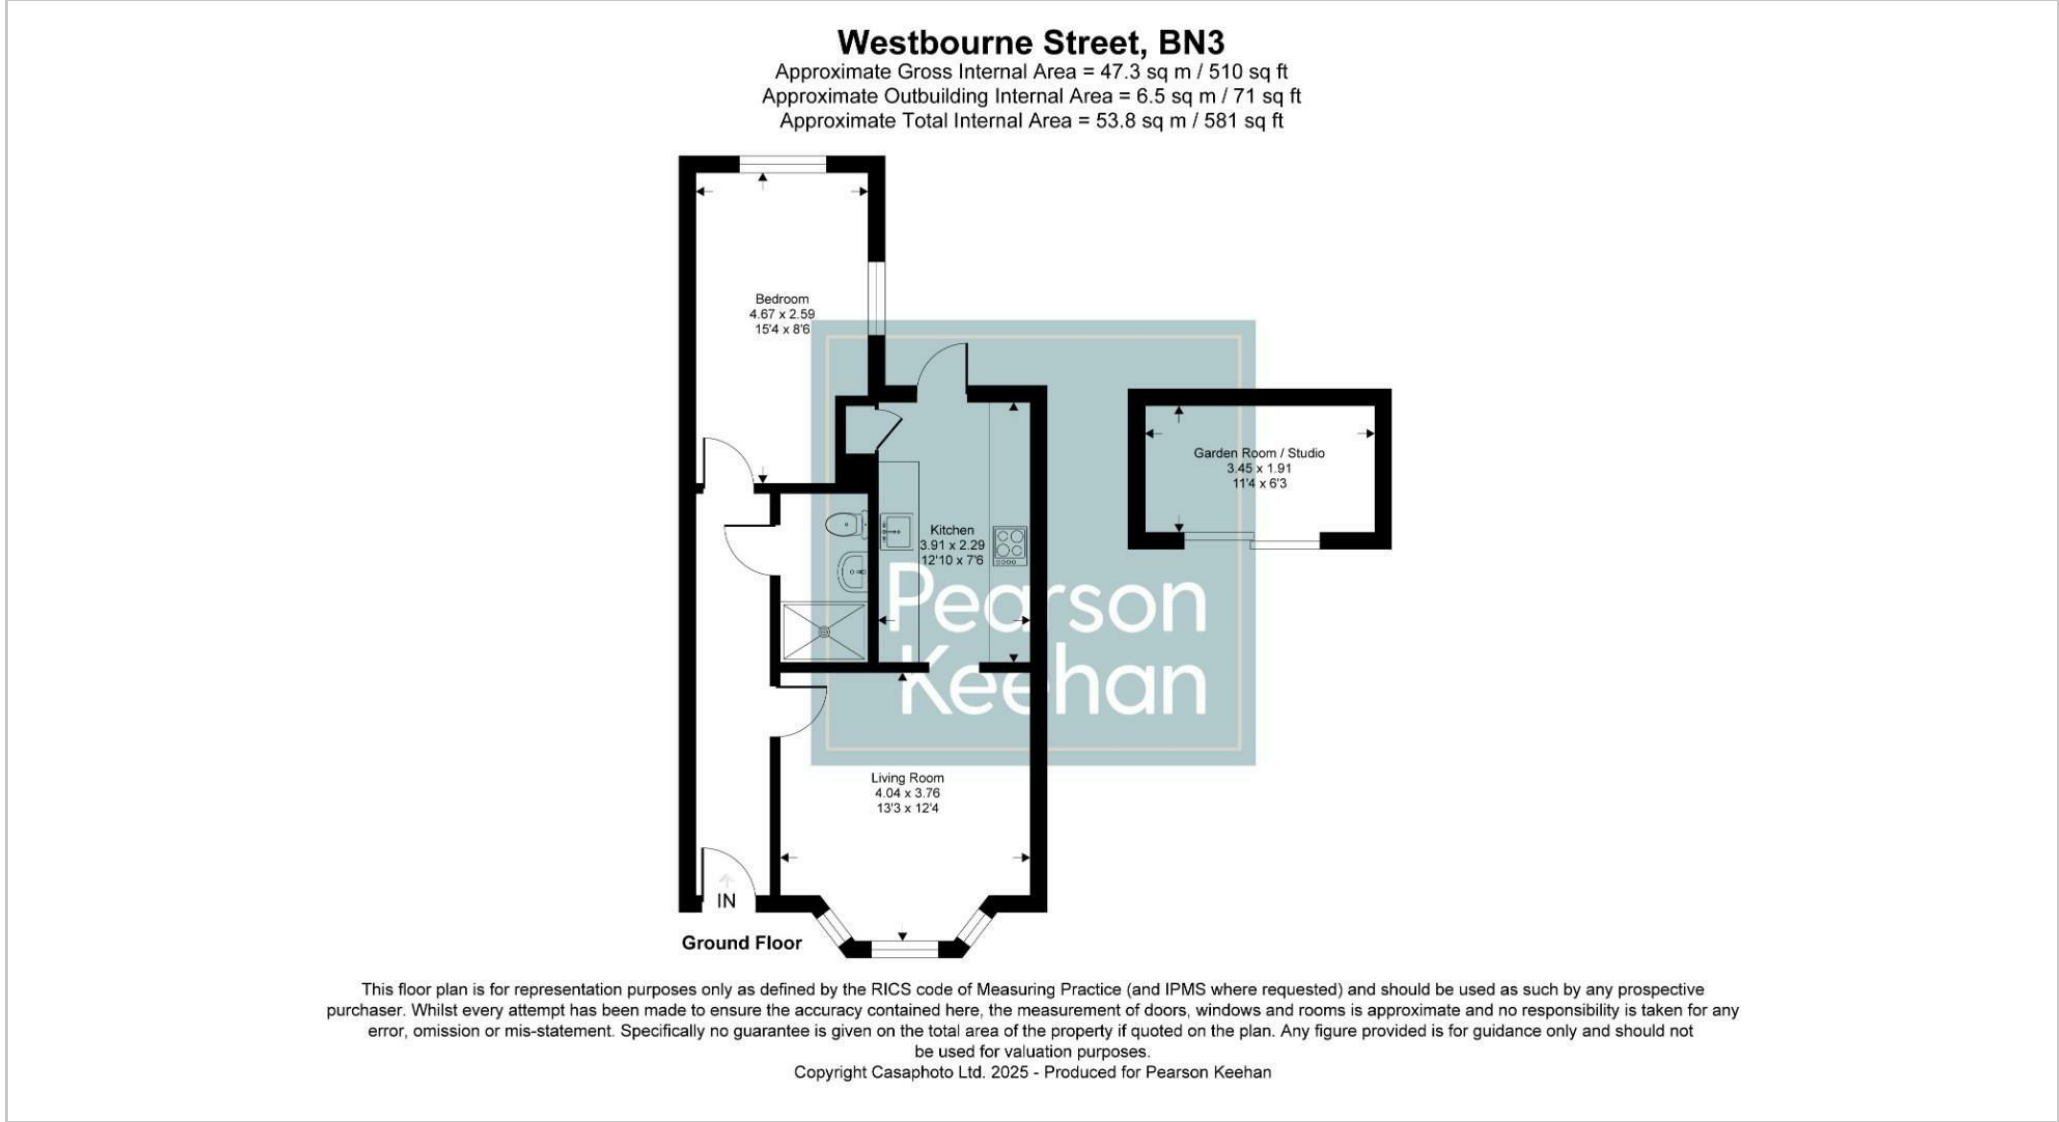 Westbourne Street, BN3
Approximate Gross Internal Area = 47.3 sq m / 510 sq ft
Approximate Outbuilding Internal Area = 6.5 sq m / 71 sq ft
Approximate Total Internal Area = 53.8 sq m / 581 sq ft
Bedroom
4.67 x 2.59
15'4 x 8'6
Garden Room / Studio
3.45 x 1.91
11'4 x 6'3
Kitchen
3.91 x 2.29
12'10 x 7'6
Pearson
Keehan
Living Room
4.04 x 3.76
13'3 x 12'4
IN
Ground Floor
This floor plan is for representation purposes only as defined by the RICS code of Measuring Practice (and IPMS where requested) and should be used as such by any prospective
purchaser. Whilst every attempt has been made to ensure the accuracy contained here, the measurement of doors, windows and rooms is approximate and no responsibility is taken for any
error, omission or mis-statement. Specifically no guarantee is given on the total area of the property if quoted on the plan. Any figure provided is for guidance only and should not
be used for valuation purposes.
Copyright Casaphoto Ltd. 2025 - Produced for Pearson Keehan